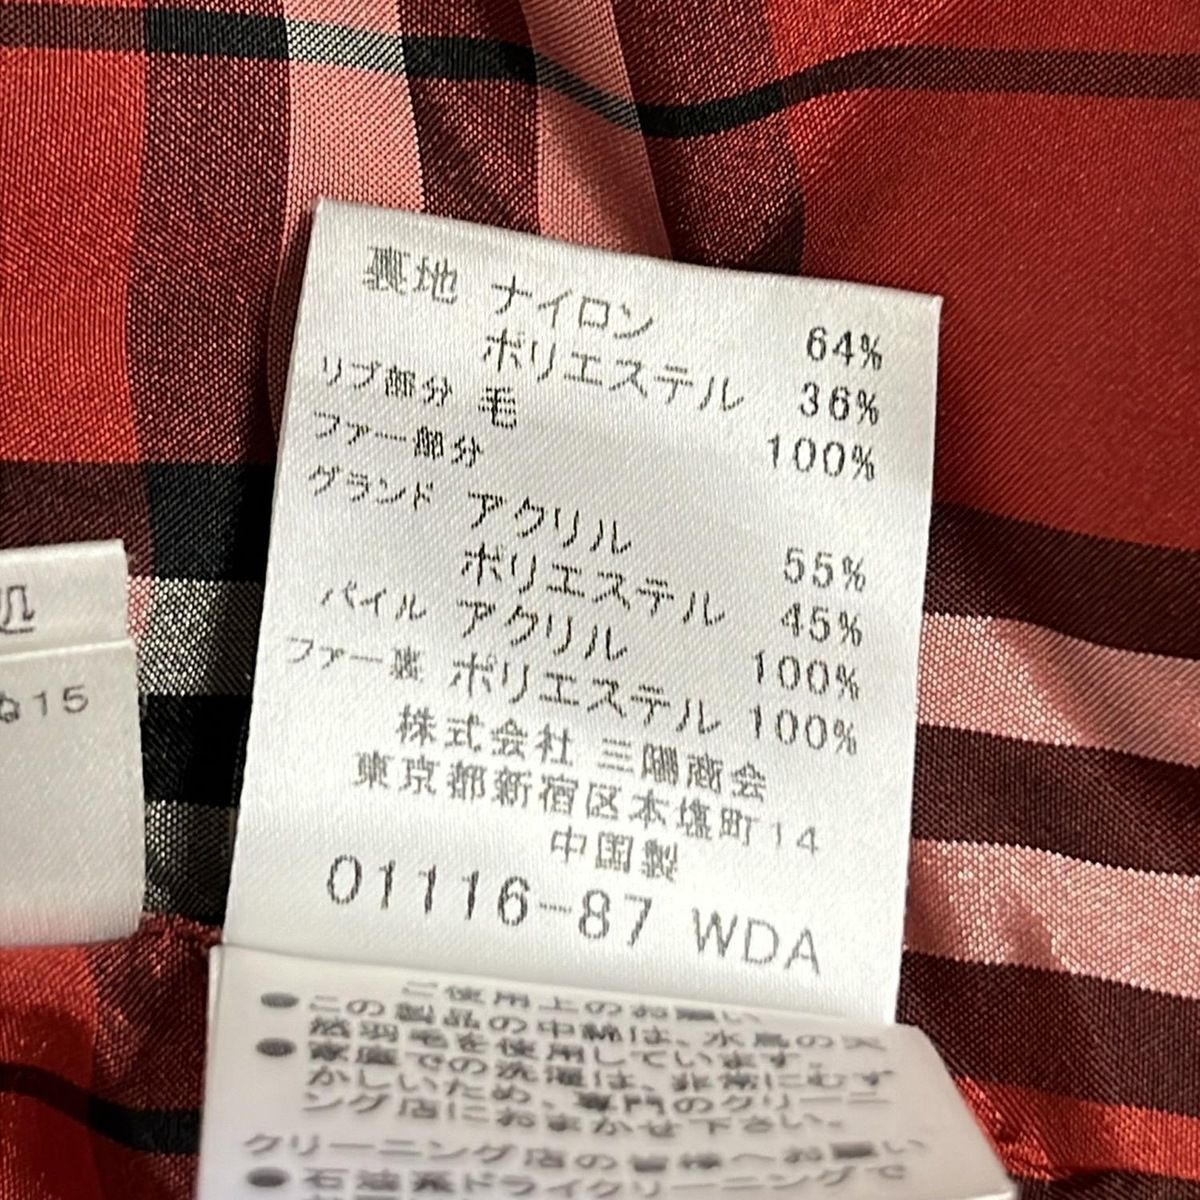 裏地 ナイロン 64%
ポリエステル 36%
リブ部分 毛 100%
ファー部分
グランド アクリル 55%
ポリエステル 45%
パイル アクリル 100%
ファー裏 ポリエステル 100%
株式会社 三陽商会
東京都新宿区本塩町14
中国製
01116-87 WDA
ご使用上のお願い
●この製品の中綿は、水鳥の天
然羽毛を使用しています。
●家庭での洗濯は、非常にむず
かしいため、専門のクリーニ
ング店におまかせ下さい。
クリーニング店の皆様へお願い
●石油系ドライクリーニングで
処
ね15